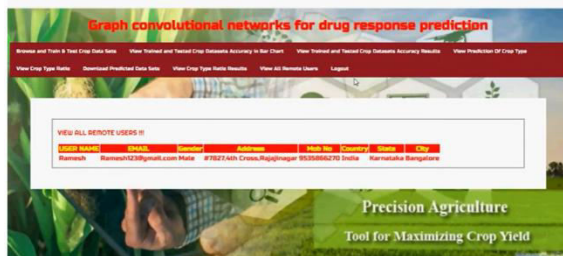 Graph convolutional networks for drug response prediction
Browse and Train & Test Crop Data Sets View Trained and Tested Crop Datasets Accuracy in Bar Chart View Trained and Tested Crop Datasets Accuracy Results View Prediction Of Crop Type
View Crop Type Ratio Download Predicted Data Sets View Crop Type Ratio Results View All Remote Users Logout
VIEW ALL REMOTE USERS !!!
USER NAME EMAIL Gender Address Mob No Country State City
Ramesh Ramesh123@gmail.com Male #7827,4th Cross,Rajajinagar 9535866270 India Karnataka Bangalore
Precision Agriculture
Tool for Maximizing Crop Yield